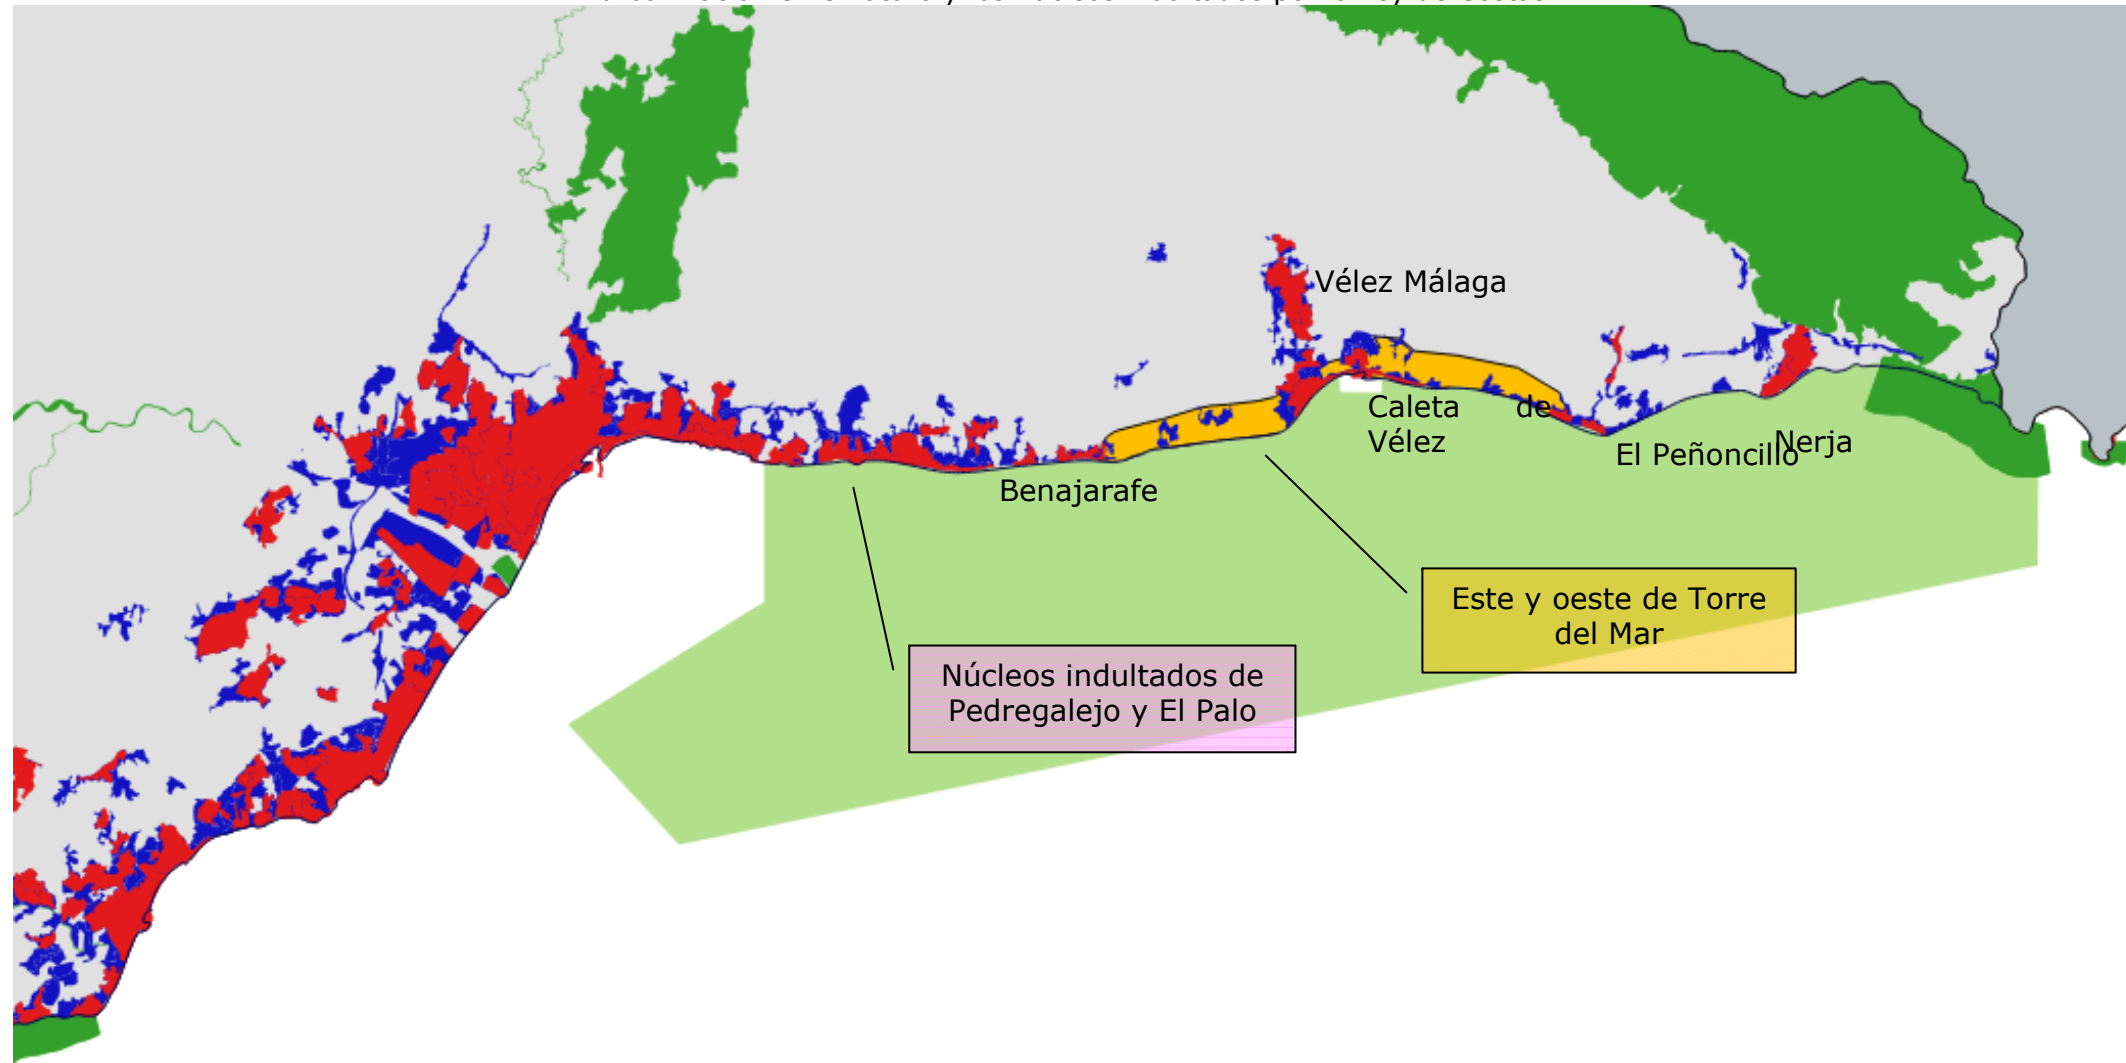 Vélez Málaga
Caleta de
Vélez
El Peñoncillo
Nerja
Benajarafe
Este y oeste de Torre
del Mar
Núcleos indultados de
Pedregalejo y El Palo